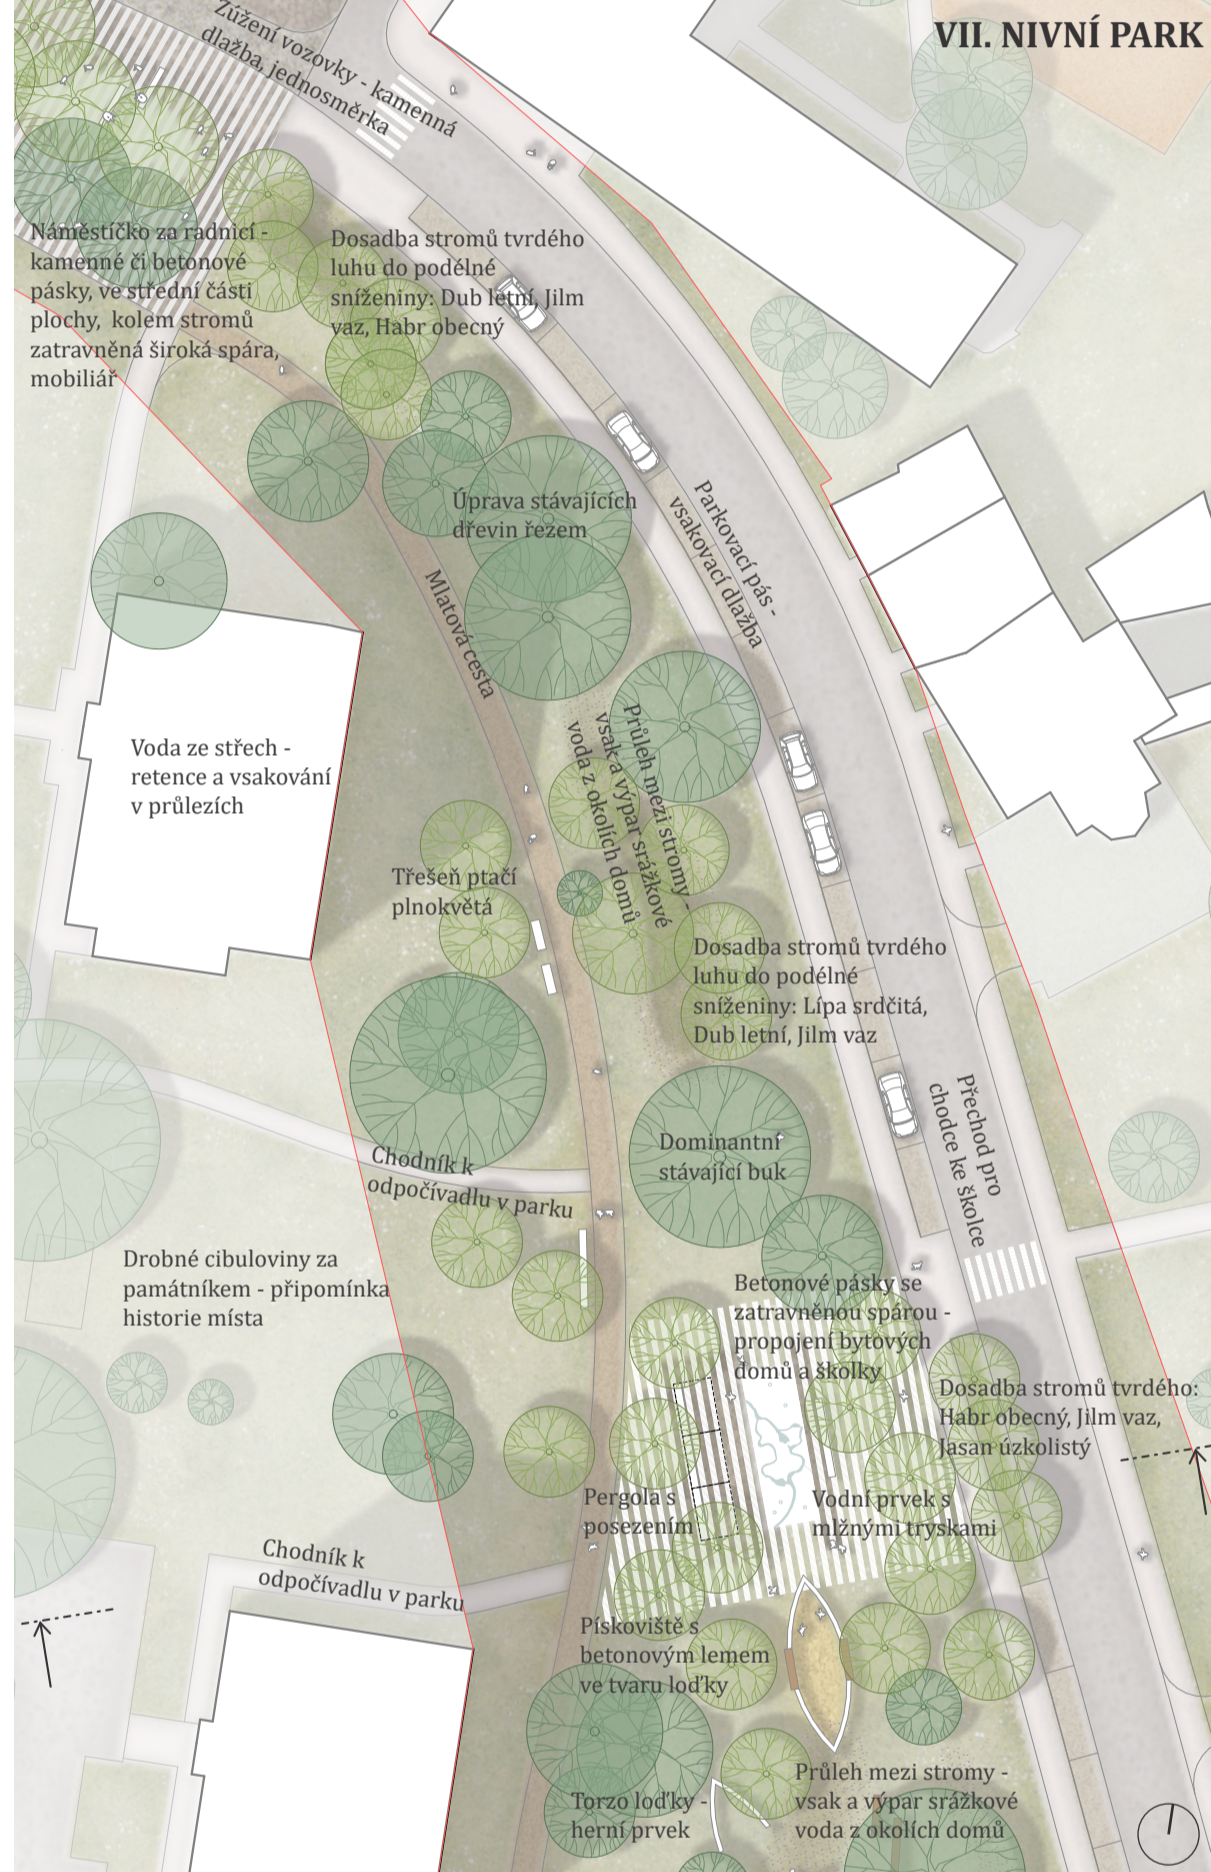 VII. NIVNÍ PARK
Zúžení vozovky - kamenná
dlažba, jednosměrka
Náměstíčko za radnicí -
kamenné či betonové
pásky, ve střední části
plochy, kolem stromů
zatravněná široká spára,
mobiliář
Dosadba stromů tvrdého
luhu do podélné
sníženiny: Dub letní, Jilm
vaz, Habr obecný
Úprava stávajících
dřevin řezem
Parkovací pás -
vsakovací dlažba
Mlatová cesta
Voda ze střech -
retence a vsakování
v průlezích
Průleh mezi stromy -
vsak a výpar srážkové
voda z okolích domů
Třešeň ptačí
plnokvětá
Dosadba stromů tvrdého
luhu do podélné
sníženiny: Lípa srdčitá,
Dub letní, Jilm vaz
Přechod pro
chodce ke školce
Dominantní
stávající buk
Chodník k
odpočívadlu v parku
Drobné cibuloviny za
památníkem - připomínka
historie místa
Betonové pásky se
zatravněnou spárou -
propojení bytových
domů a školky
Dosadba stromů tvrdého:
Habr obecný, Jilm vaz,
Jasan úzkolistý
Pergola s
posezením
Vodní prvek s
mlžnými tryskami
Chodník k
odpočívadlu v parku
Pískoviště s
betonovým lemem
ve tvaru loďky
Torzo loďky -
herní prvek
Průleh mezi stromy -
vsak a výpar srážkové
voda z okolích domů